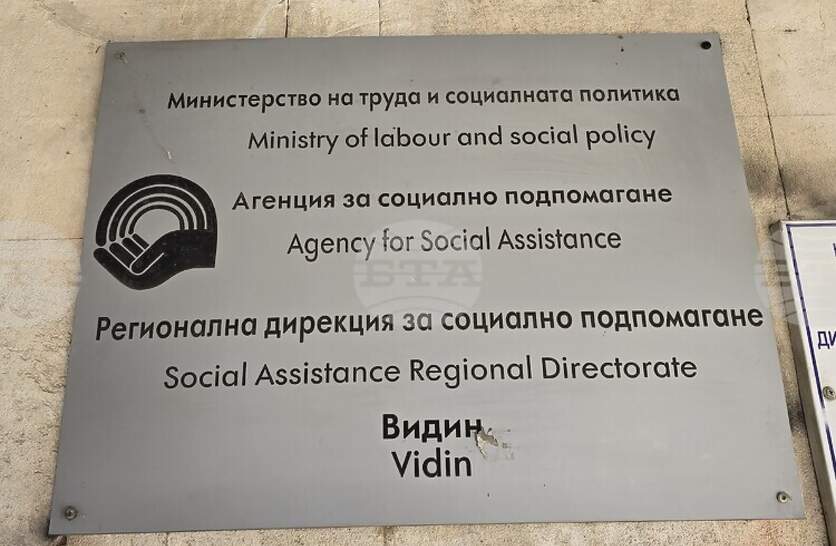 Министерство на труда и социалната политика
Ministry of labour and social policy
Агенция за социално подпомагане
Agency for Social Assistance
БТА
Регионална дирекция за социално подпомагане
Social Assistance Regional Directorate
Видин
Vidin